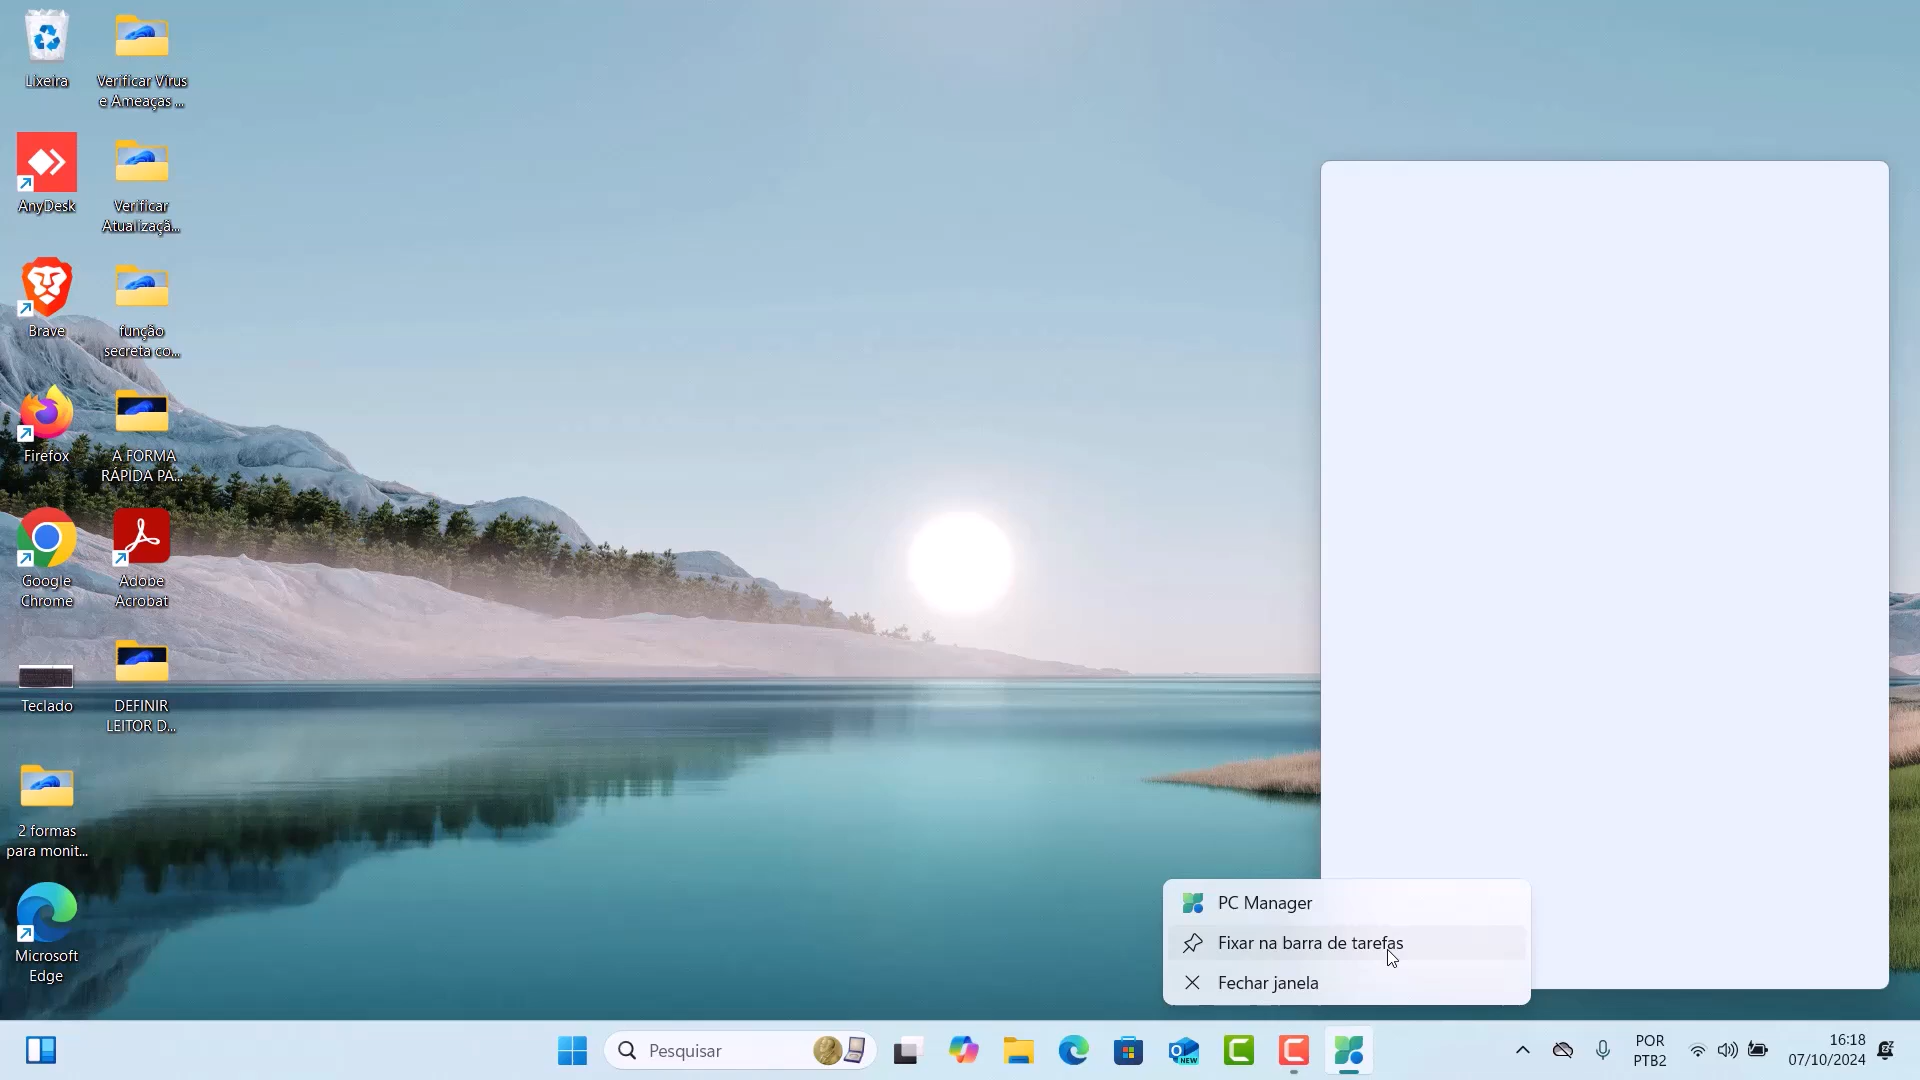 Lixeira
Verificar Vírus
e Ameaças ...
AnyDesk
Verificar
Atualizaçã...
Brave
função
secreta co...
Firefox
A FORMA
RÁPIDA PA...
Google
Chrome
Adobe
Acrobat
Teclado
DEFINIR
LEITOR D...
2 formas
para monit...
Microsoft
Edge
PC Manager
Fixar na barra de tarefas
Fechar janela
Pesquisar
NEW
POR
PTB2
16:18
07/10/2024